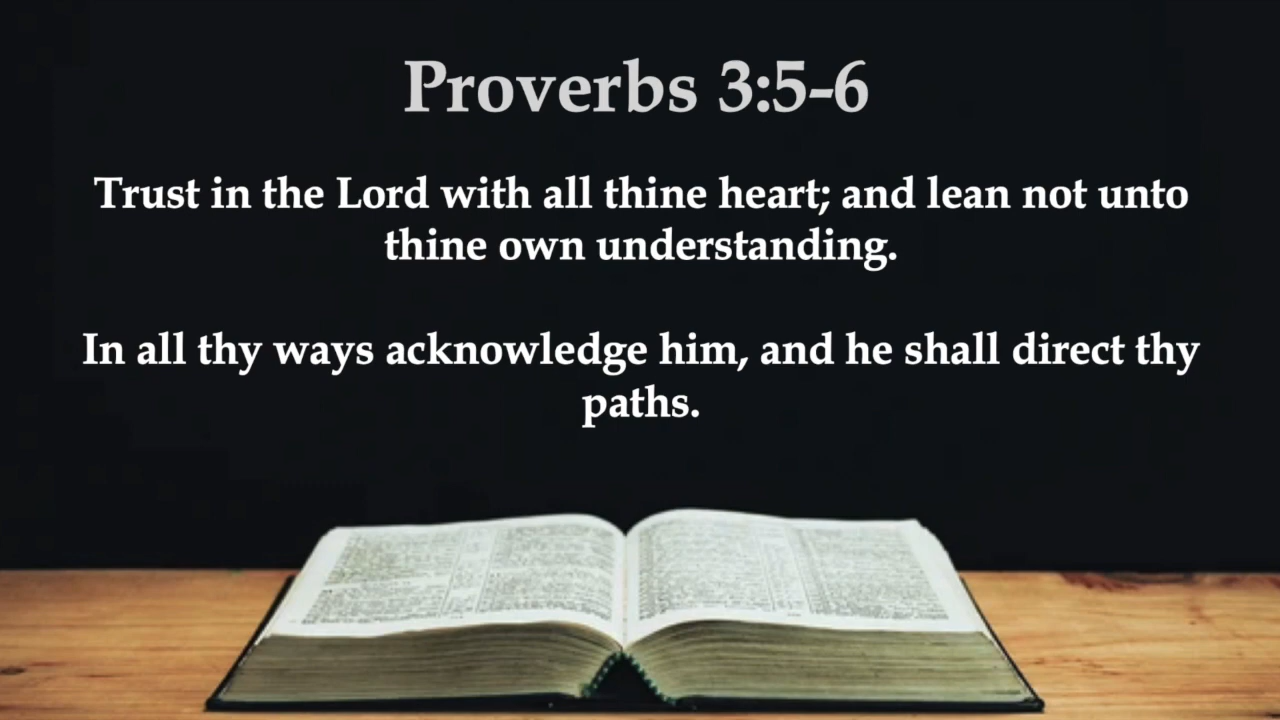 Proverbs 3:5-6
Trust in the Lord with all thine heart; and lean not unto
thine own understanding.
In all thy ways acknowledge him, and he shall direct thy
paths.